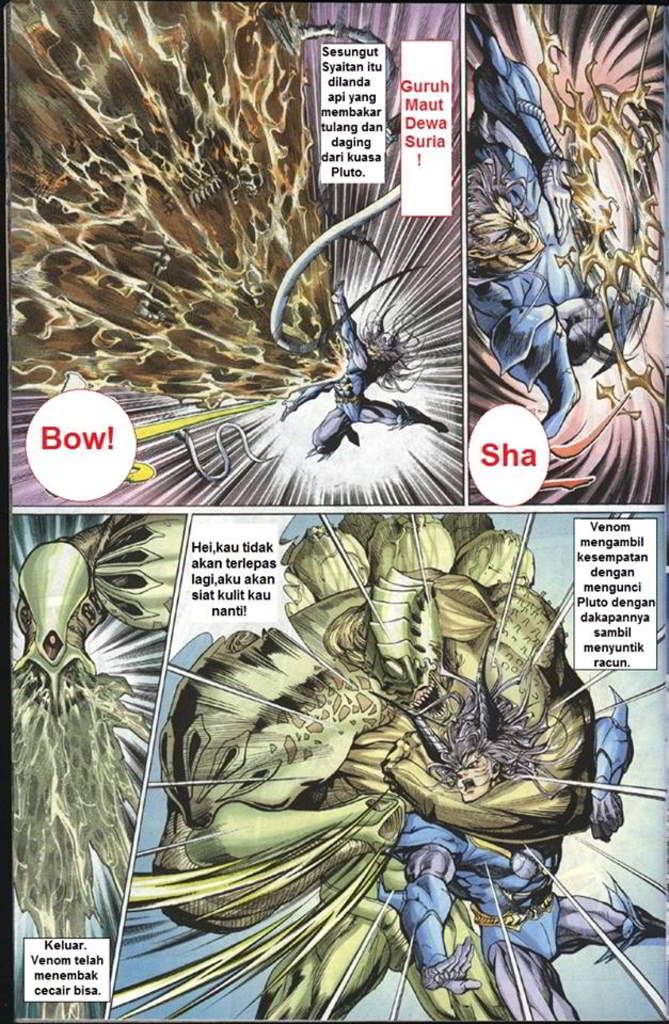 Sesungut
Syaitan itu
dilanda
api yang
membakar
tulang dan
daging
dari kuasa
Pluto.
Guruh
Maut
Dewa
Suria
!
Bow!
Sha
Hei,kau tidak
akan terlepas
lagi,aku akan
siat kulit kau
nanti!
Venom
mengambil
kesempatan
dengan
mengunci
Pluto dengan
dakapannya
sambil
menyuntik
racun.
Keluar.
Venom telah
menembak
cecair bisa.